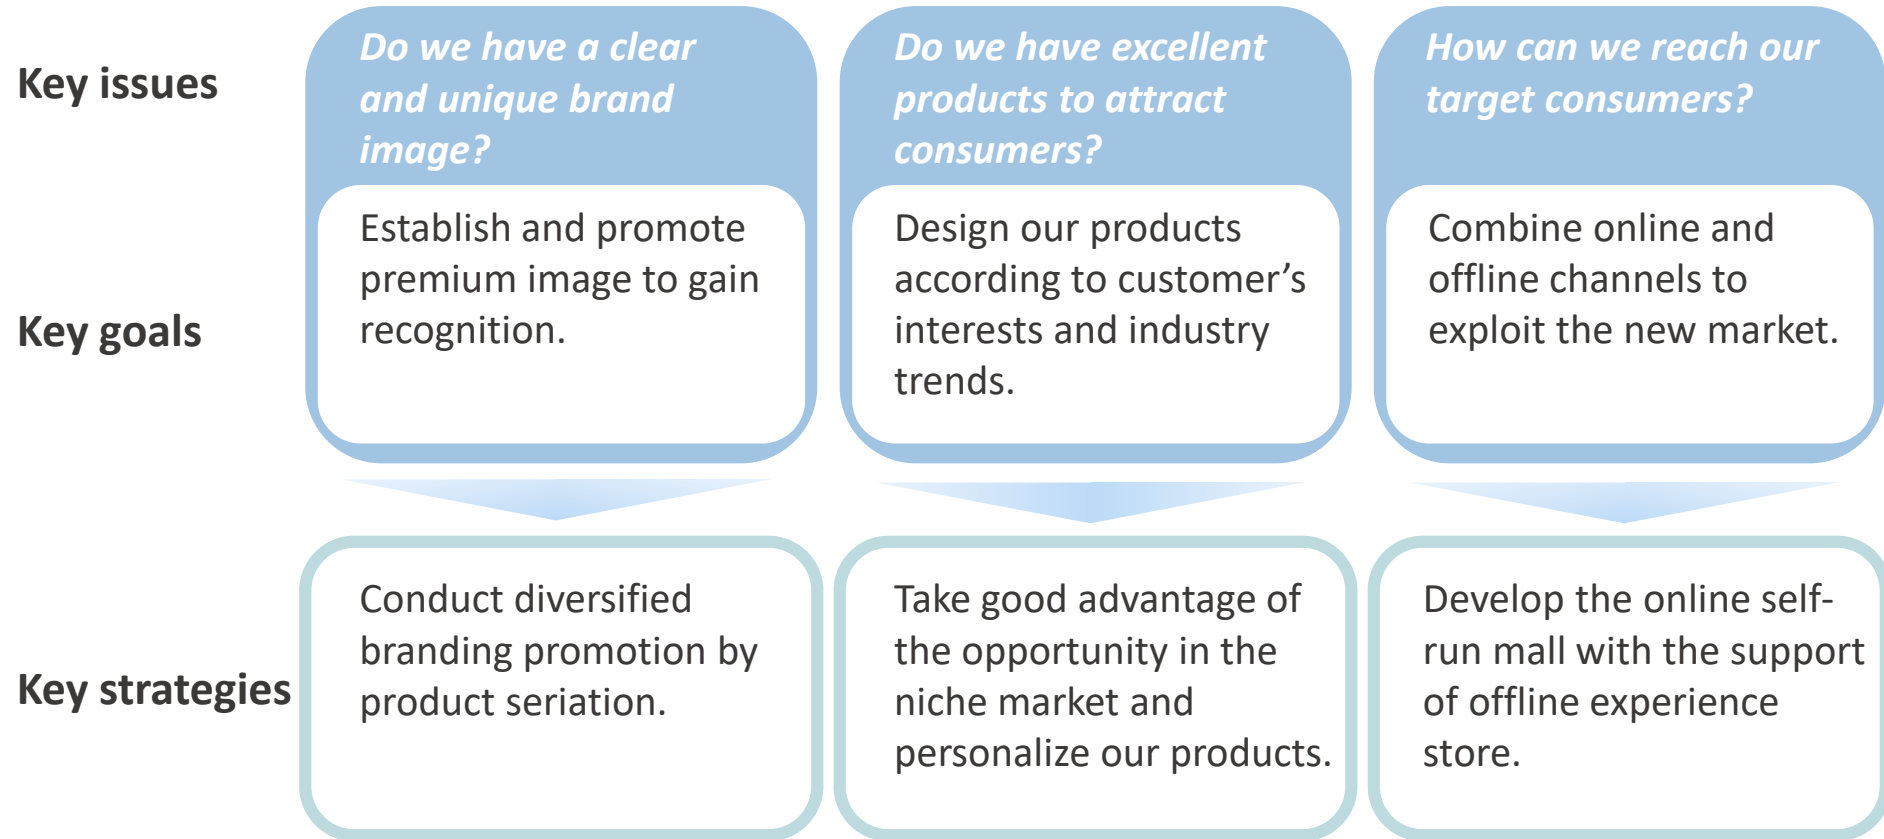 Key issues
Do we have a clear
and unique brand
image?
Do we have excellent
products to attract
consumers?
How can we reach our
target consumers?
Key goals
Establish and promote
premium image to gain
recognition.
Design our products
according to customer’s
interests and industry
trends.
Combine online and
offline channels to
exploit the new market.
Key strategies
Conduct diversified
branding promotion by
product seriation.
Take good advantage of
the opportunity in the
niche market and
personalize our products.
Develop the online self-
run mall with the support
of offline experience
store.